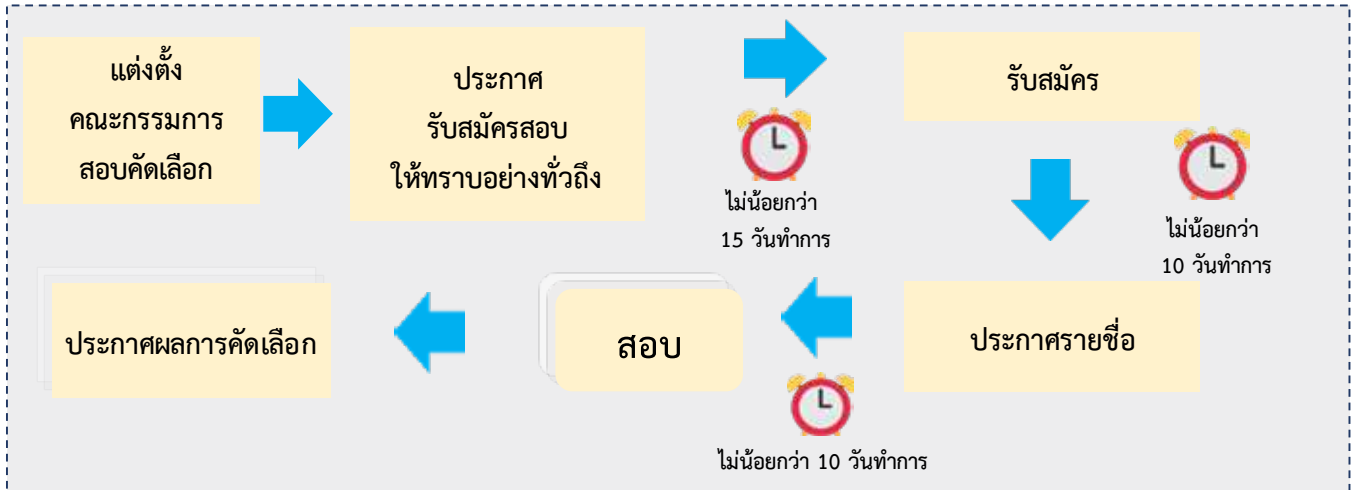 แต่งตั้ง
คณะกรรมการ
สอบคัดเลือก
ประกาศ
รับสมัครสอบ
ให้ทราบอย่างทั่วถึง
ไม่น้อยกว่า
15 วันทำการ
รับสมัคร
ไม่น้อยกว่า
10 วันทำการ
ประกาศรายชื่อ
ไม่น้อยกว่า 10 วันทำการ
สอบ
ประกาศผลการคัดเลือก